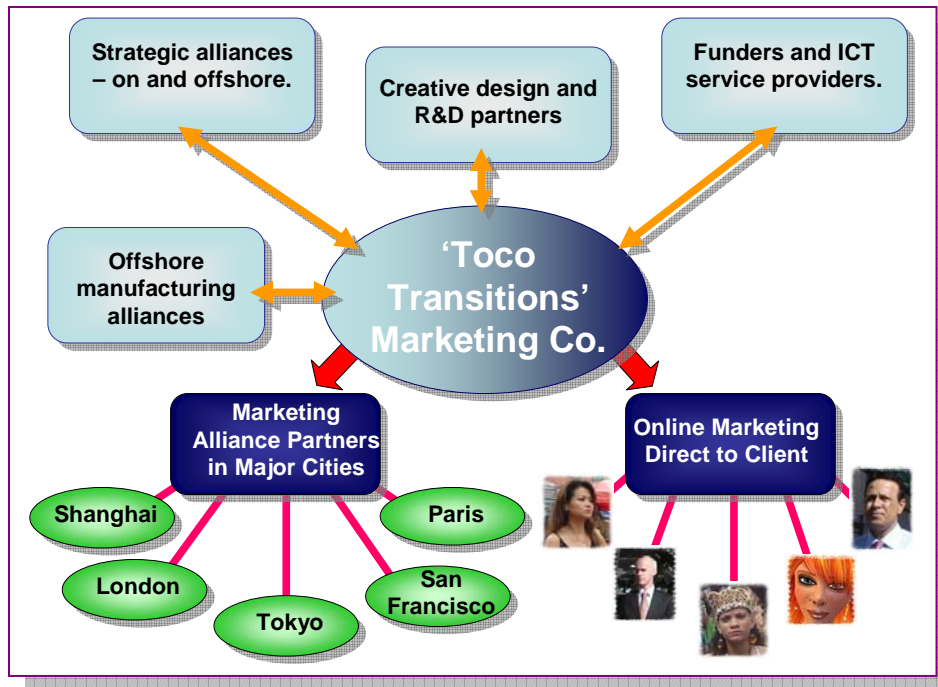 Strategic alliances
– on and offshore.
Creative design and
R&D partners
Funders and ICT
service providers.
Offshore
manufacturing
alliances
‘Toco
Transitions’
Marketing Co.
Marketing
Alliance Partners
in Major Cities
Online Marketing
Direct to Client
Shanghai
London
Tokyo
San
Francisco
Paris